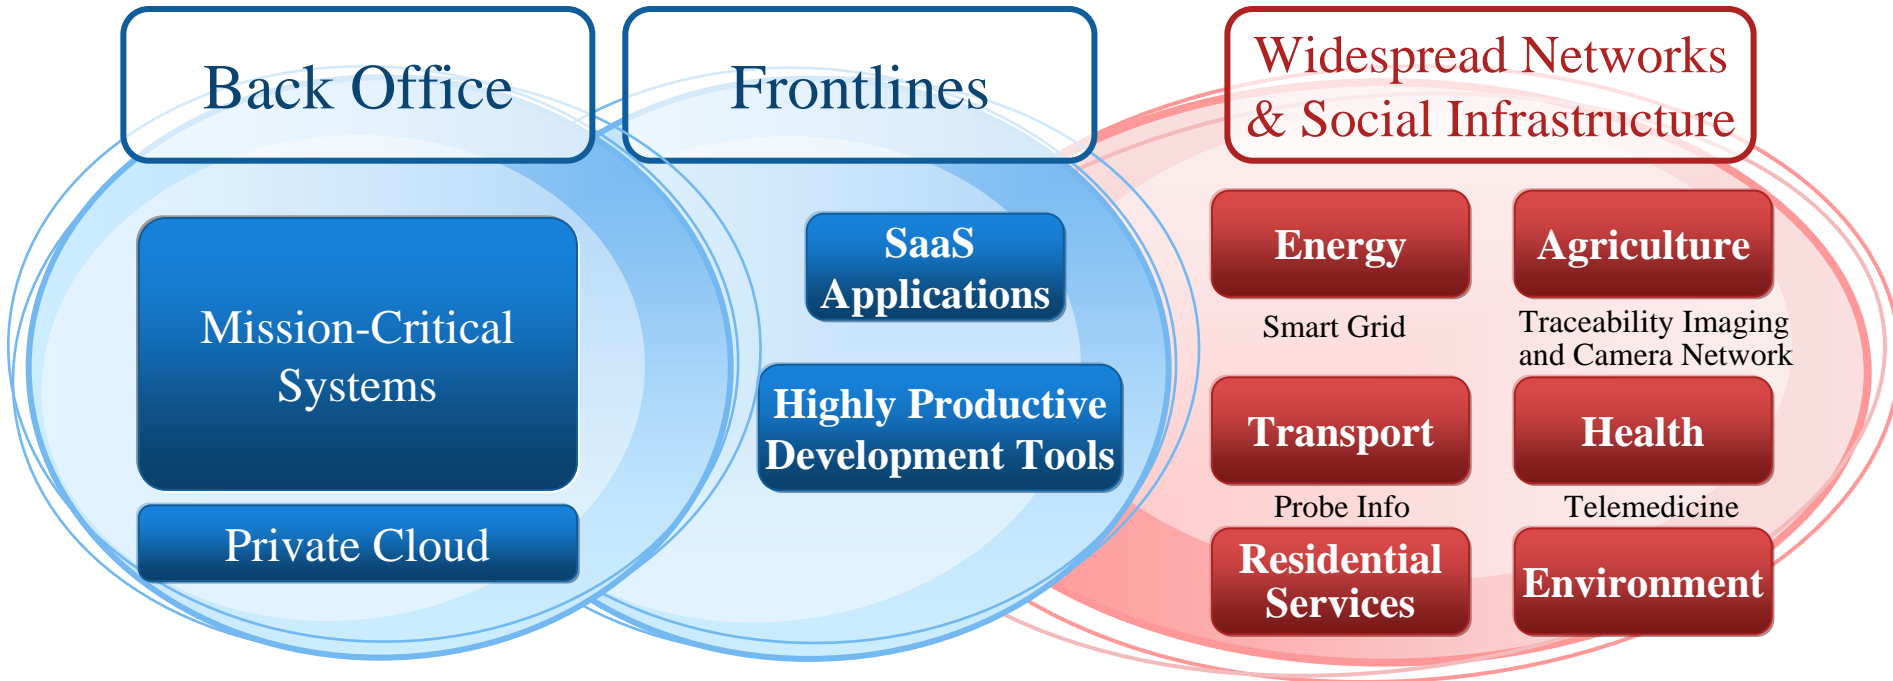 Back Office
Mission-Critical
Systems
Private Cloud
Frontlines
SaaS
Applications
Highly Productive
Development Tools
Widespread Networks
& Social Infrastructure
Energy
Smart Grid
Agriculture
Traceability Imaging
and Camera Network
Transport
Probe Info
Health
Telemedicine
Residential
Services
Environment